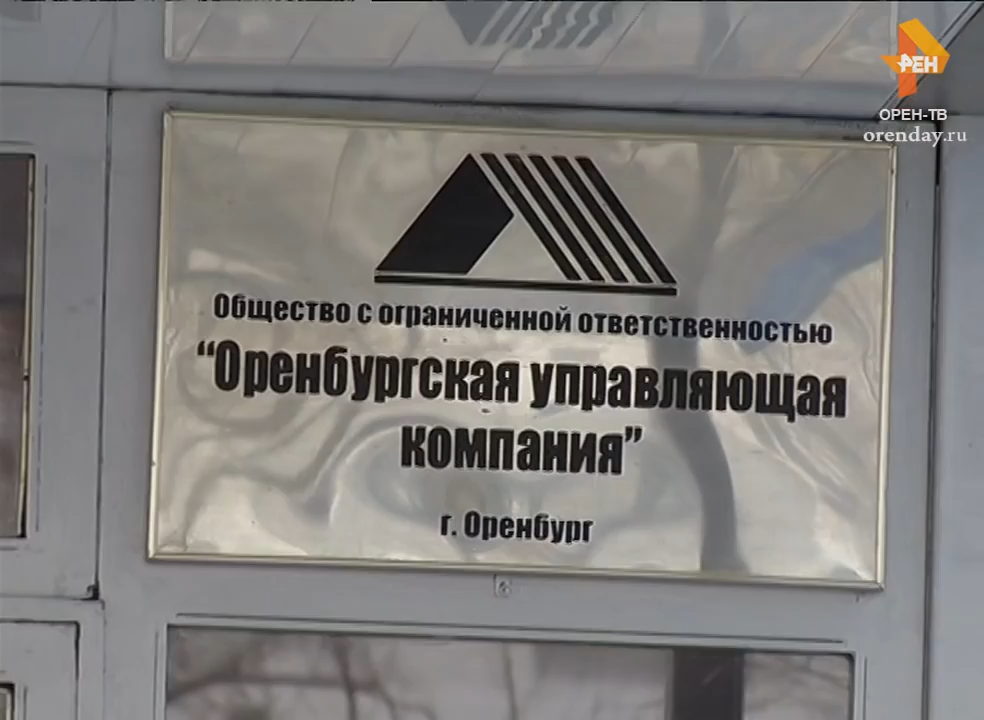 РЕН
ОРЕН-ТВ
orenday.ru
Общество с ограниченной ответственностью
“Оренбургская управляющая
компания”
г. Оренбург